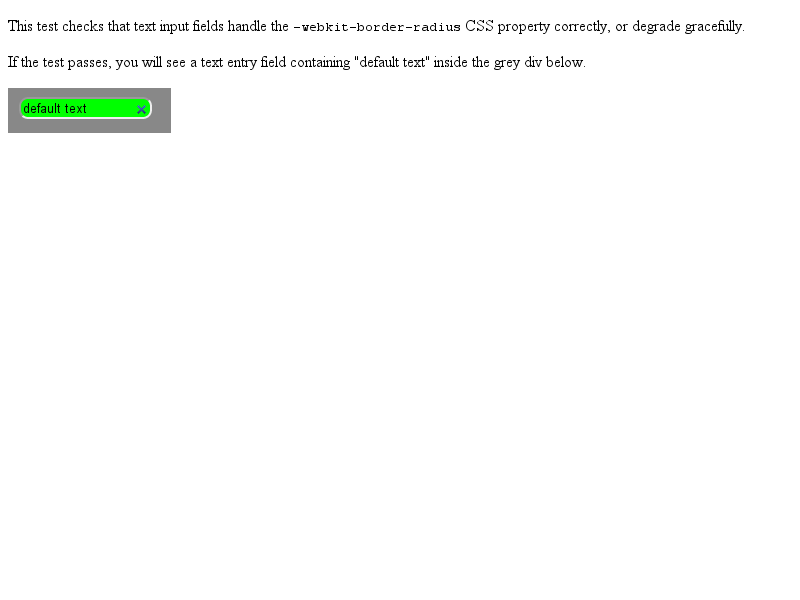 This test checks that text input fields handle the -webkit-border-radius CSS property correctly, or degrade gracefully.
If the test passes, you will see a text entry field containing "default text" inside the grey div below.
default text